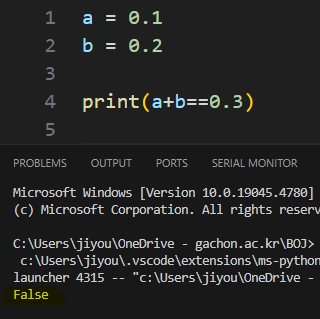 1 a = 0.1
2 b = 0.2
3
4 print(a+b==0.3)
5
PROBLEMS OUTPUT PORTS SERIAL MONITOR
Microsoft Windows [Version 10.0.19045.4780]
(c) Microsoft Corporation. All rights reserv
C:\Users\jiyou\OneDrive - gachon.ac.kr\BOJ>
c:\Users\jiyou\.vscode\extensions\ms-python
launcher 4315 -- "c:\Users\jiyou\OneDrive -
False